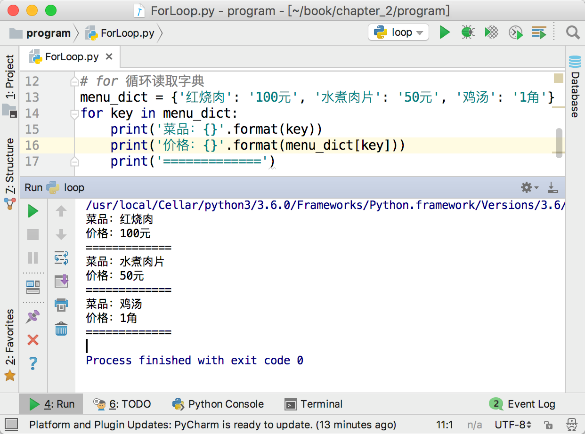 ForLoop.py - program - [~/book/chapter_2/program]
program
ForLoop.py
loop
ForLoop.py
1: Project
7: Structure
2: Favorites
Database
12 # for 循环读取字典
13 menu_dict = {'红烧肉': '100元', '水煮肉片': '50元', '鸡汤': '1角'}
14 for key in menu_dict:
15 print('菜品: {}'.format(key))
16 print('价格: {}'.format(menu_dict[key]))
17 print('=============')
Run loop
/usr/local/Cellar/python3/3.6.0/Frameworks/Python.framework/Versions/3.6/
菜品: 红烧肉
价格: 100元
=============
菜品: 水煮肉片
价格: 50元
=============
菜品: 鸡汤
价格: 1角
=============
Process finished with exit code 0
4: Run 6: TODO Python Console Terminal 2 Event Log
Platform and Plugin Updates: PyCharm is ready to update. (13 minutes ago) 11:1 n/a UTF-8